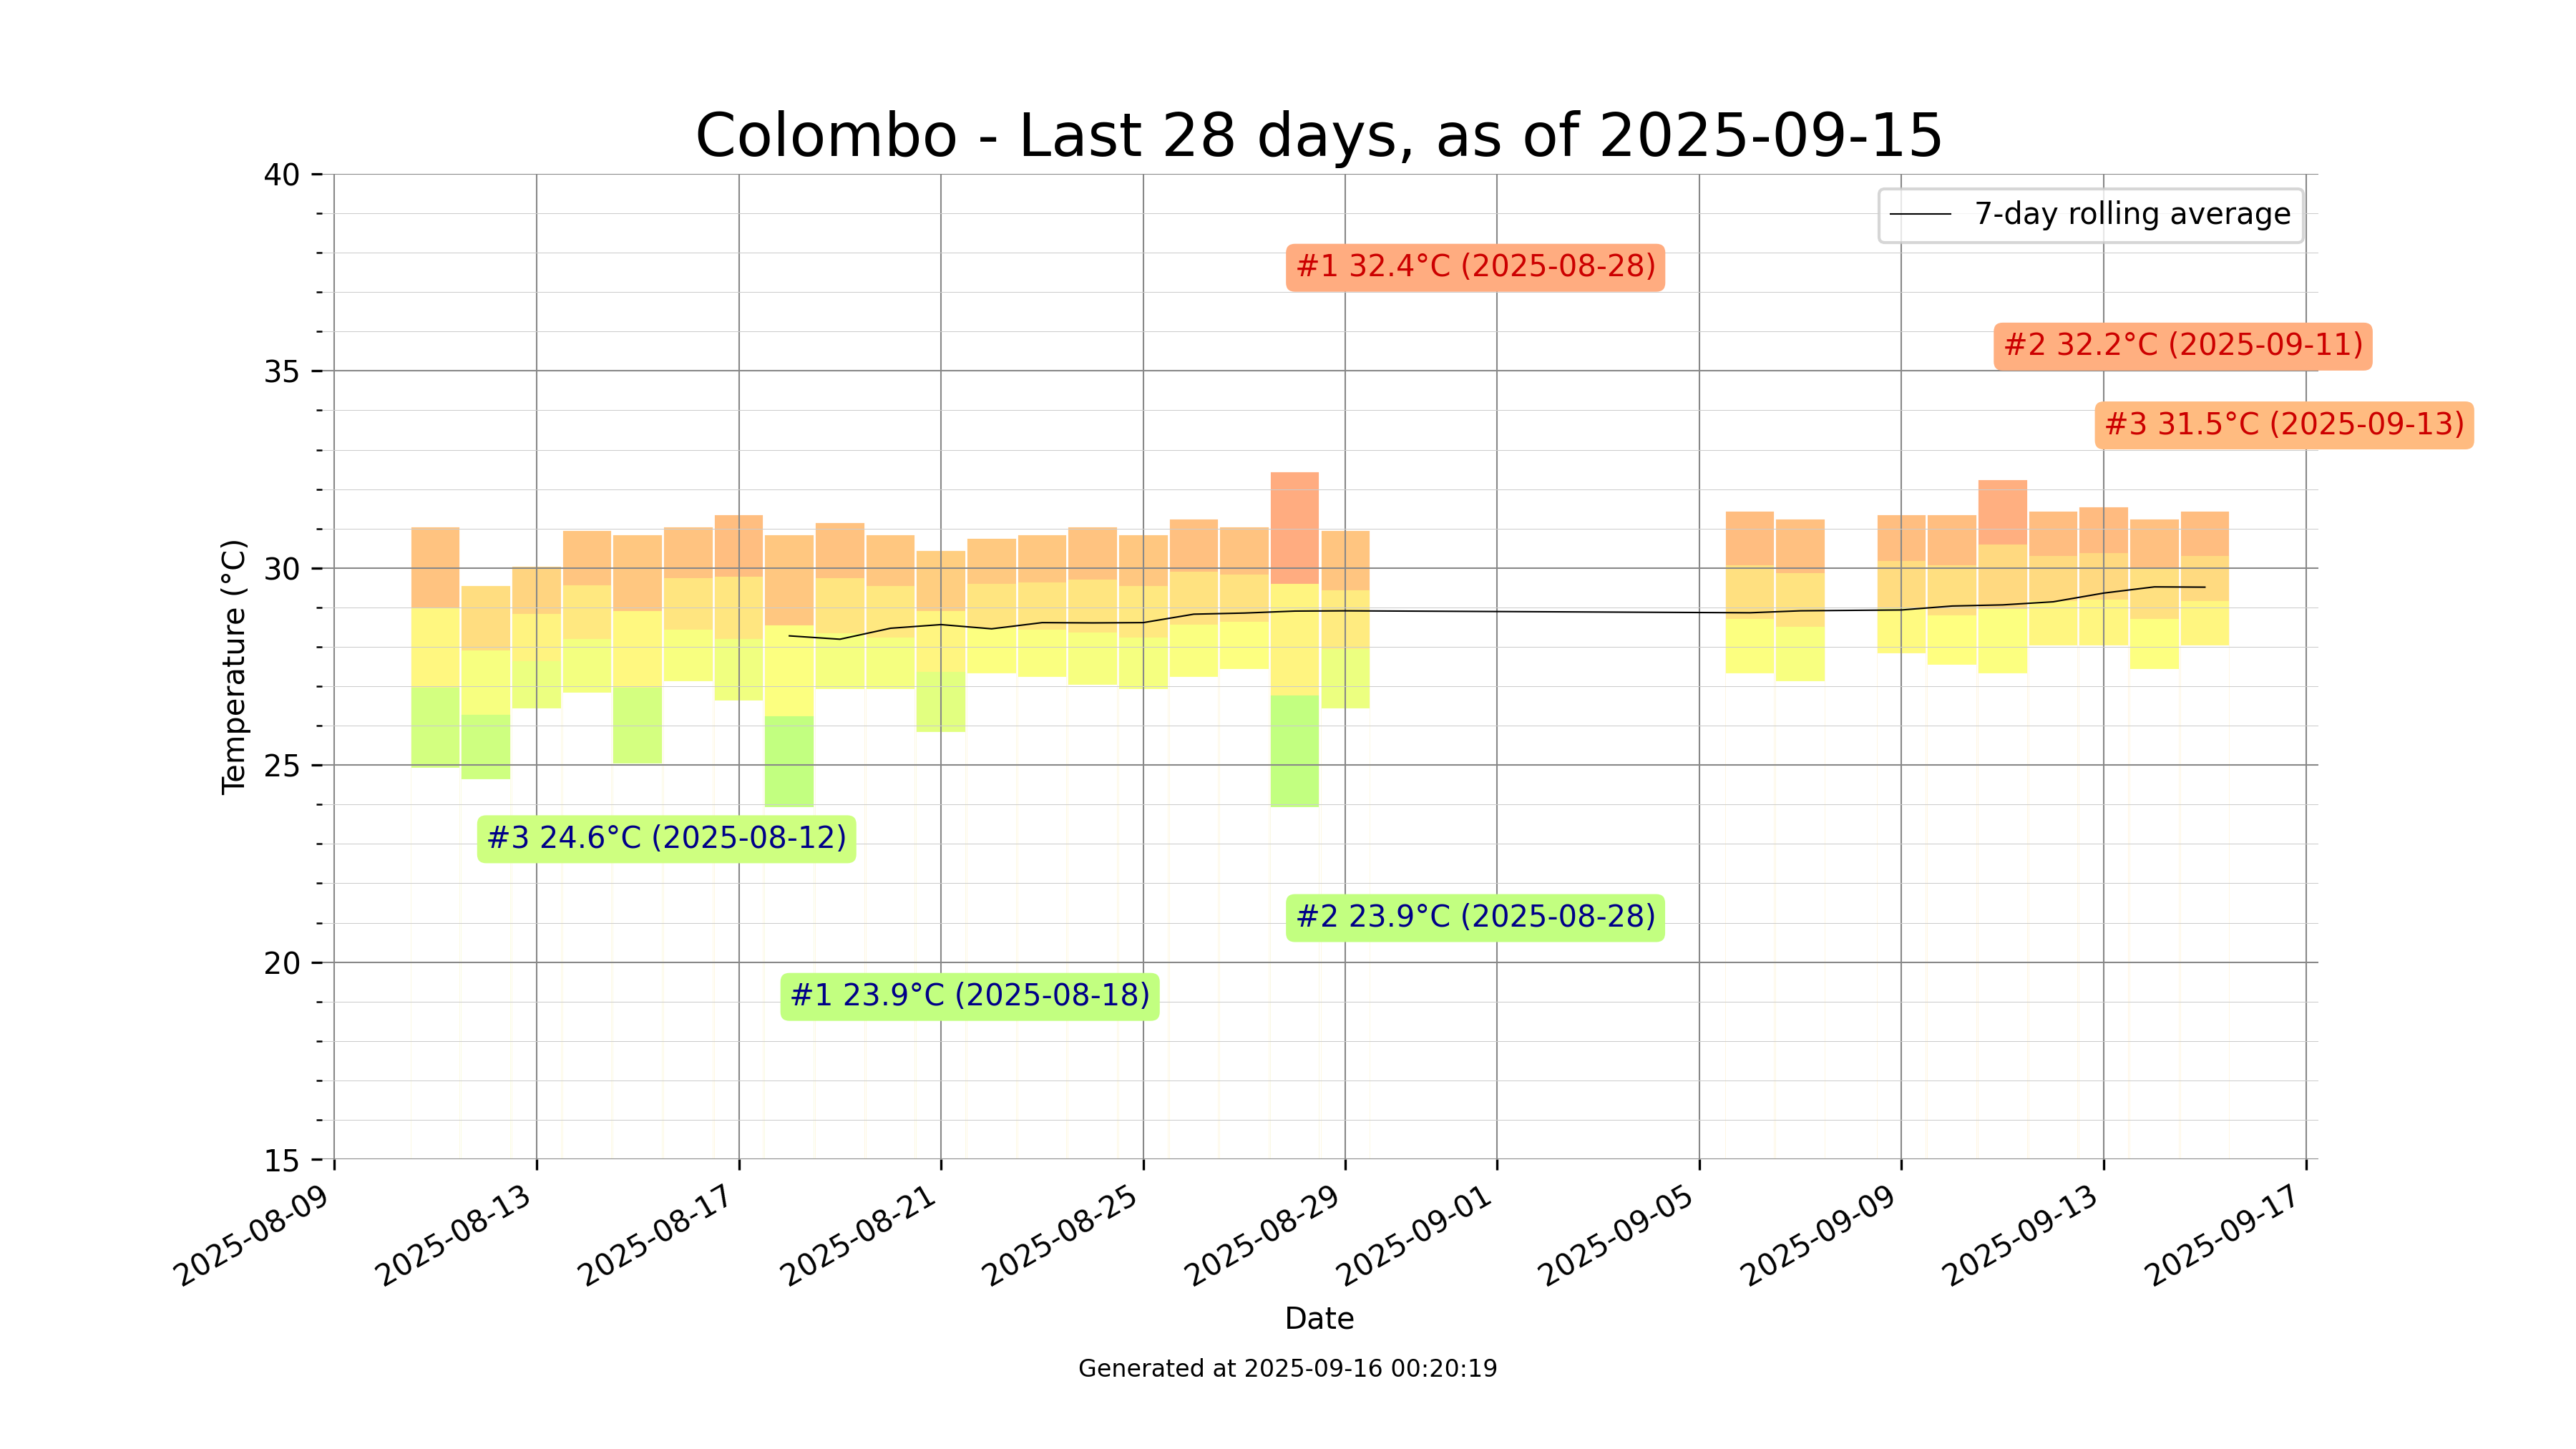 Colombo - Last 28 days, as of 2025-09-15
7-day rolling average
#1 32.4°C (2025-08-28)
#2 32.2°C (2025-09-11)
#3 31.5°C (2025-09-13)
#3 24.6°C (2025-08-12)
#2 23.9°C (2025-08-28)
#1 23.9°C (2025-08-18)
Temperature (°C)
40
35
30
25
20
15
2025-08-09
2025-08-13
2025-08-17
2025-08-21
2025-08-25
2025-08-29
2025-09-01
2025-09-05
2025-09-09
2025-09-13
2025-09-17
Date
Generated at 2025-09-16 00:20:19